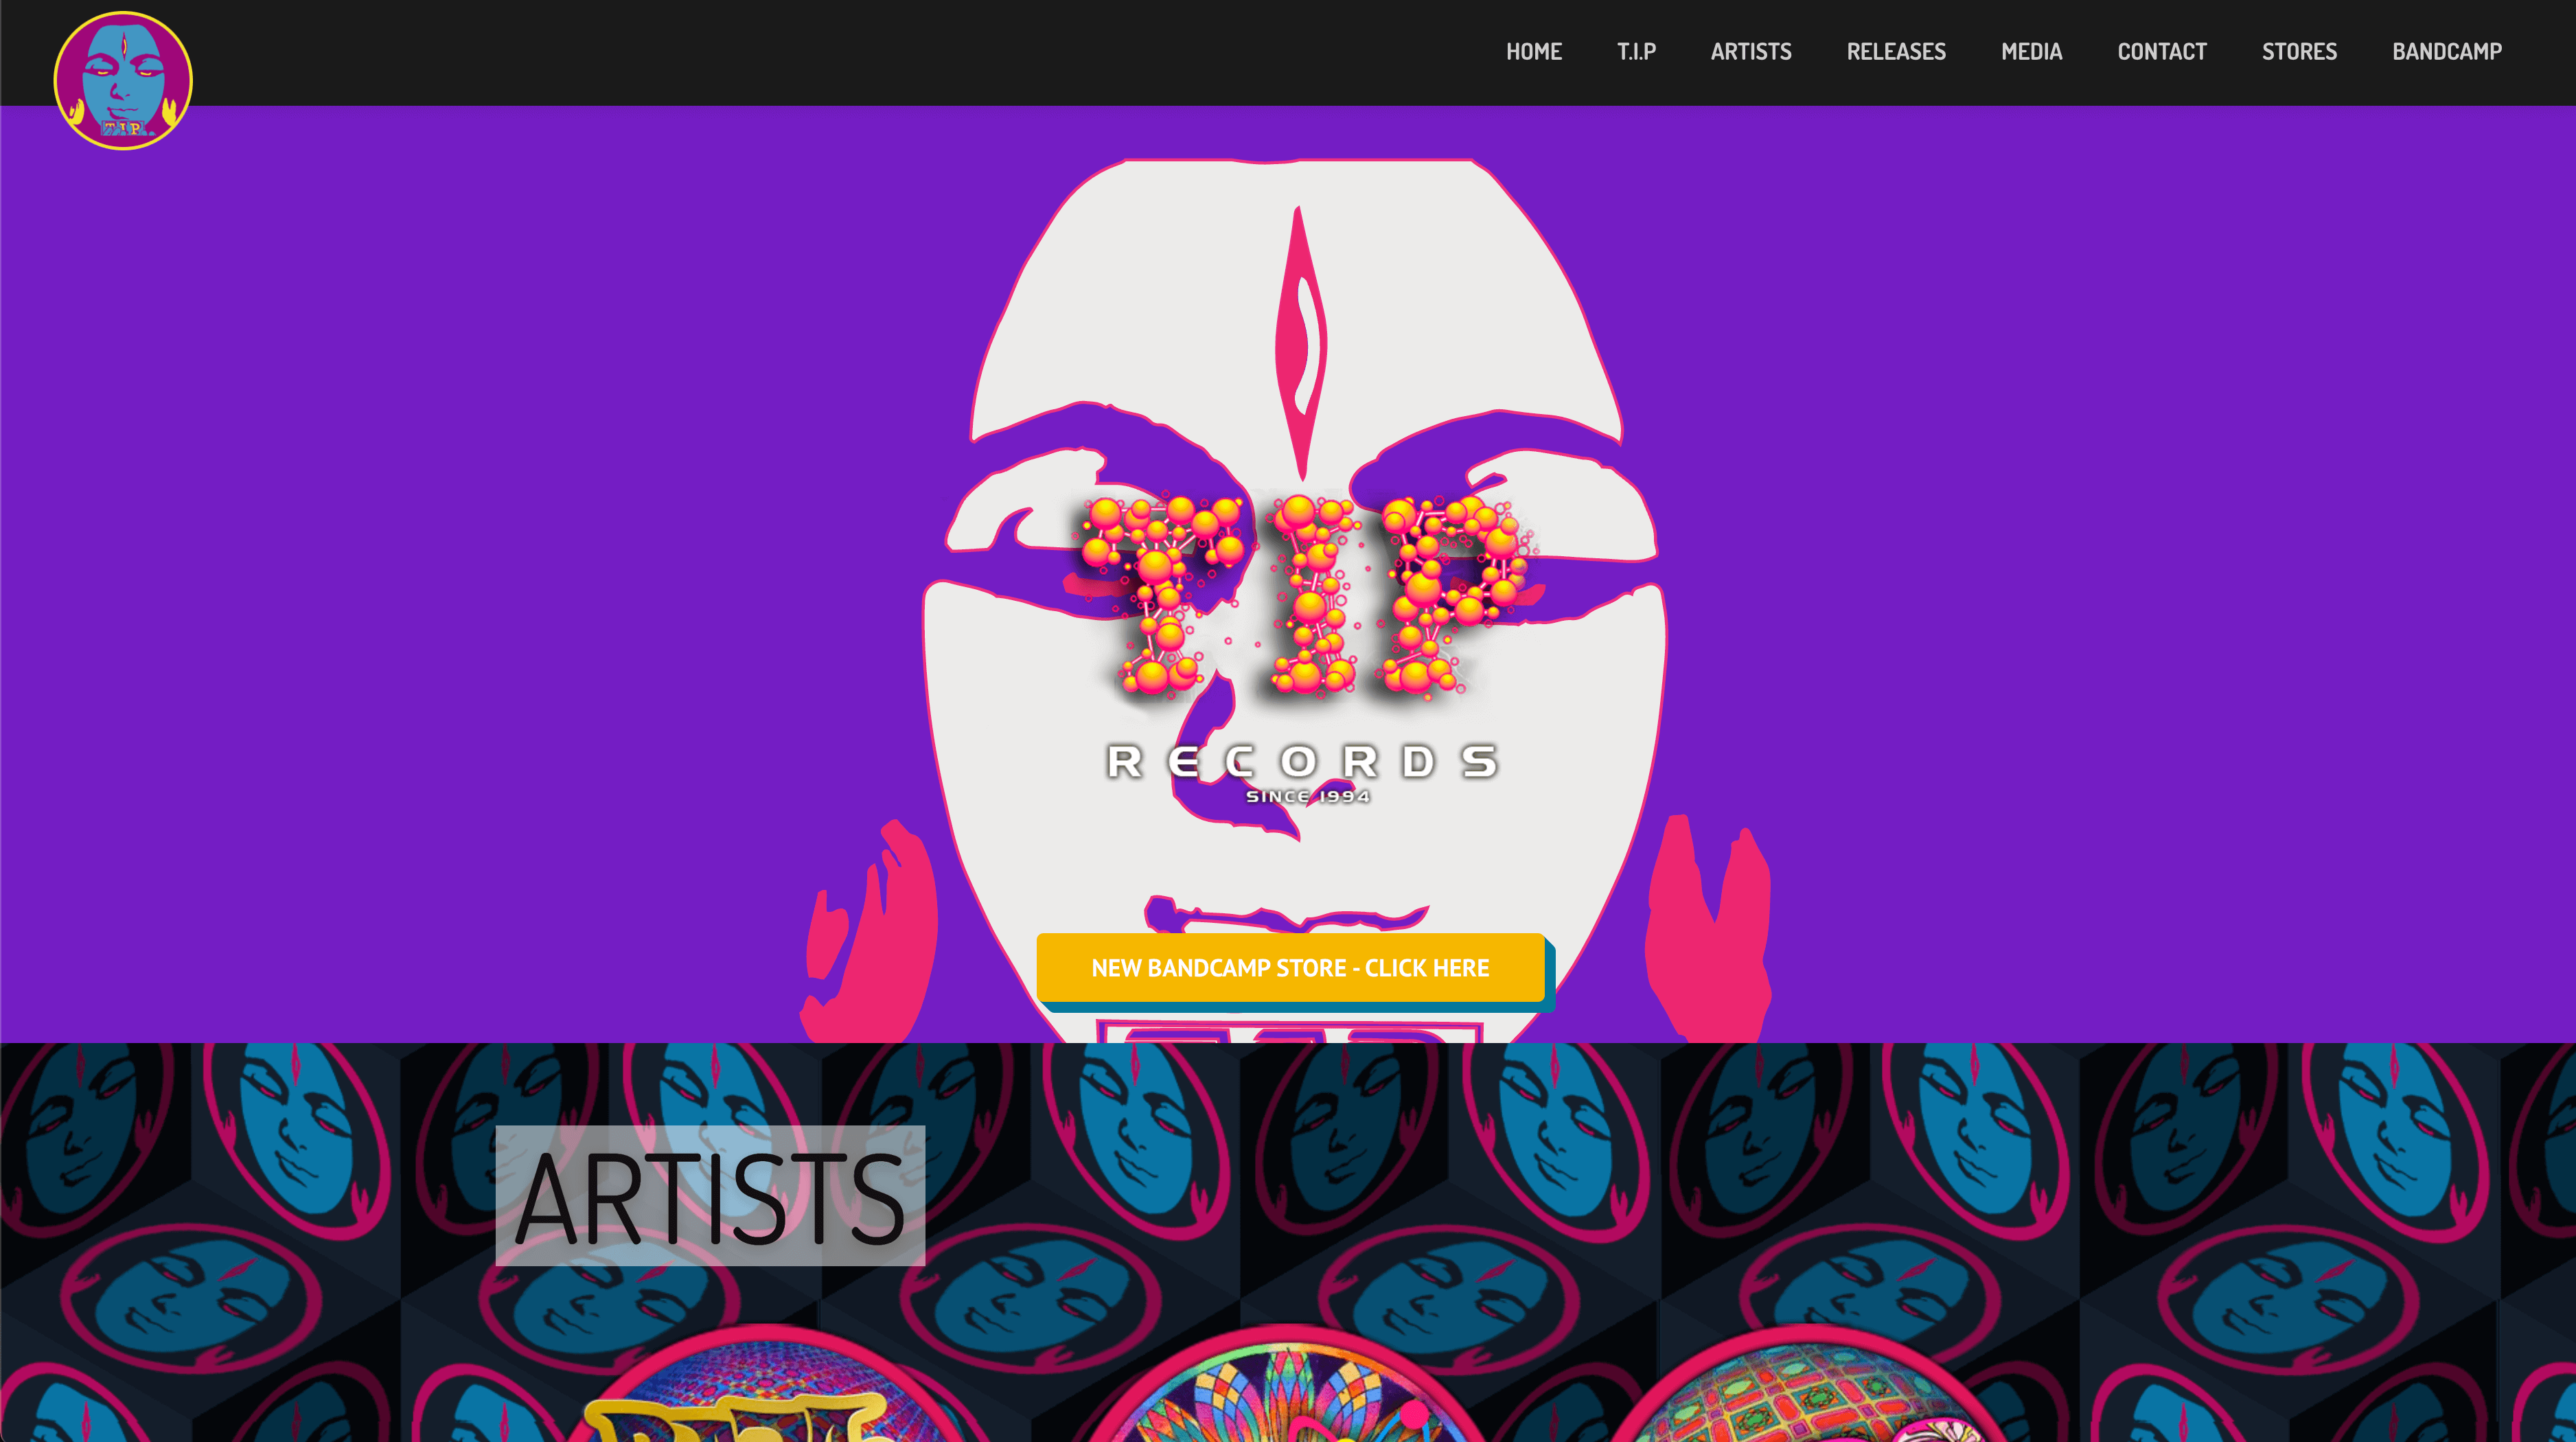 T.I.P.
HOME
T.I.P
ARTISTS
RELEASES
MEDIA
CONTACT
STORES
BANDCAMP
TIP
RECORDS
SINCE 1994
NEW BANDCAMP STORE - CLICK HERE
ARTISTS